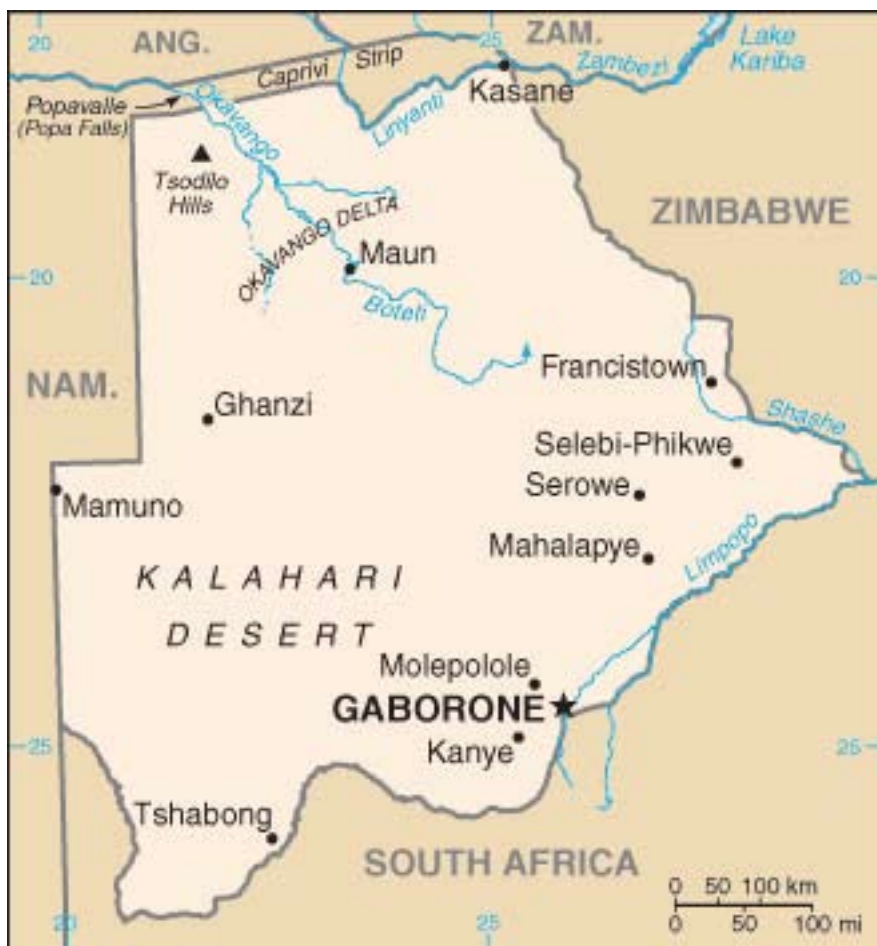 20
ANG.
25
ZAM.
Lake
Kariba
Caprivi Strip
Zambezi
Popavalle
(Popa Falls)
Okavango
Linyanti
Kasane
Tsodilo
Hills
ZIMBABWE
OKAVANGO DELTA
Maun
20
20
Boteti
NAM.
Francistown
Ghanzi
Shashe
Selebi-Phikwe
Serowe
Mamuno
Mahalapye
Limpopo
KALAHARI
DESERT
Molepolole
GABORONE
Kanye
25
25
Tshabong
SOUTH AFRICA
0 50 100 km
0 50 100 mi
20
25